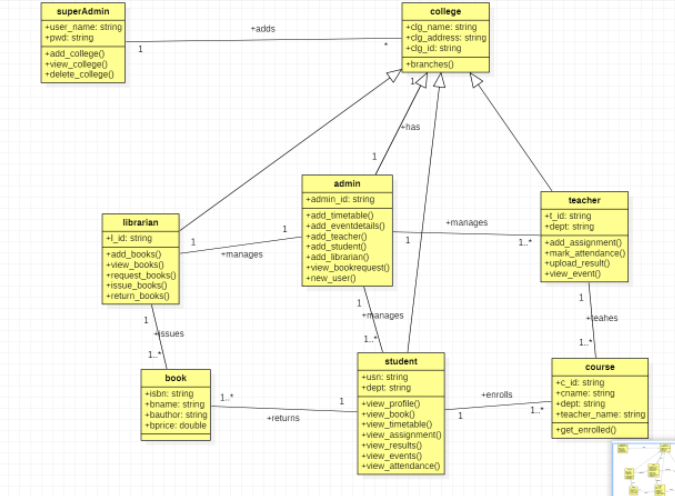 superAdmin
+user_name: string
+pwd: string
+add_college()
+view_college()
+delete_college()
+adds
1
*
college
+clg_name: string
+clg_address: string
+clg_id: string
+branches()
1
+has
1
admin
+admin_id: string
+add_timetable()
+add_eventdetails()
+add_teacher()
+add_student()
+add_librarian()
+view_bookrequest()
+new_user()
librarian
+l_id: string
+add_books()
+view_books()
+request_books()
+issue_books()
+return_books()
1
+manages
1
teacher
+t_id: string
+dept: string
+add_assignment()
+mark_attendance()
+upload_result()
+view_event()
+manages
1
1..*
1
+manages
1..*
1
+issues
1..*
1
+teahes
1..*
book
+isbn: string
+bname: string
+bauthor: string
+bprice: double
1..*
+returns
1
student
+usn: string
+dept: string
+view_profile()
+view_book()
+view_timetable()
+view_assignment()
+view_results()
+view_events()
+view_attendance()
+enrolls
1
1..*
course
+c_id: string
+cname: string
+dept: string
+teacher_name: string
+get_enrolled()